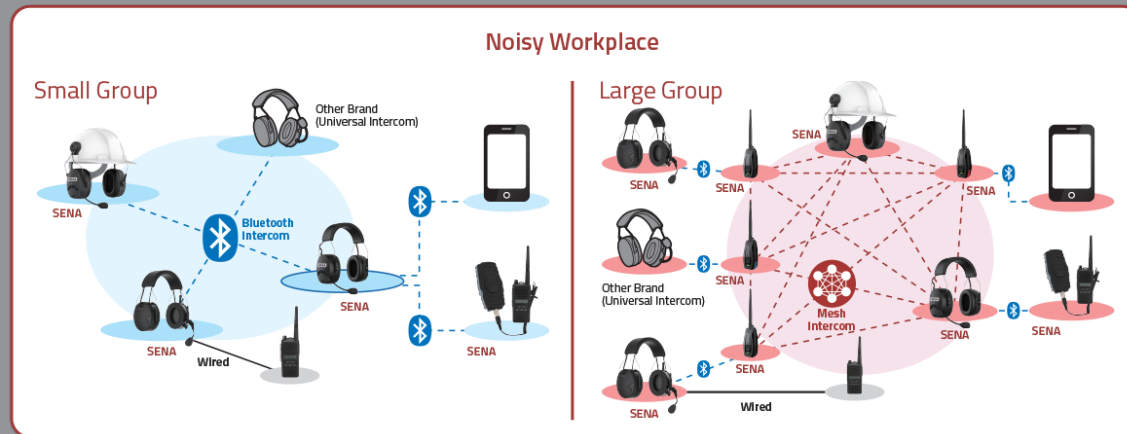 Noisy Workplace
Small Group
Other Brand
(Universal Intercom)
SENA
Bluetooth
Intercom
SENA
SENA
SENA
Wired
Large Group
SENA
SENA
SENA
SENA
SENA
Other Brand
(Universal Intercom)
Mesh
Intercom
SENA
SENA
SENA
SENA
Wired